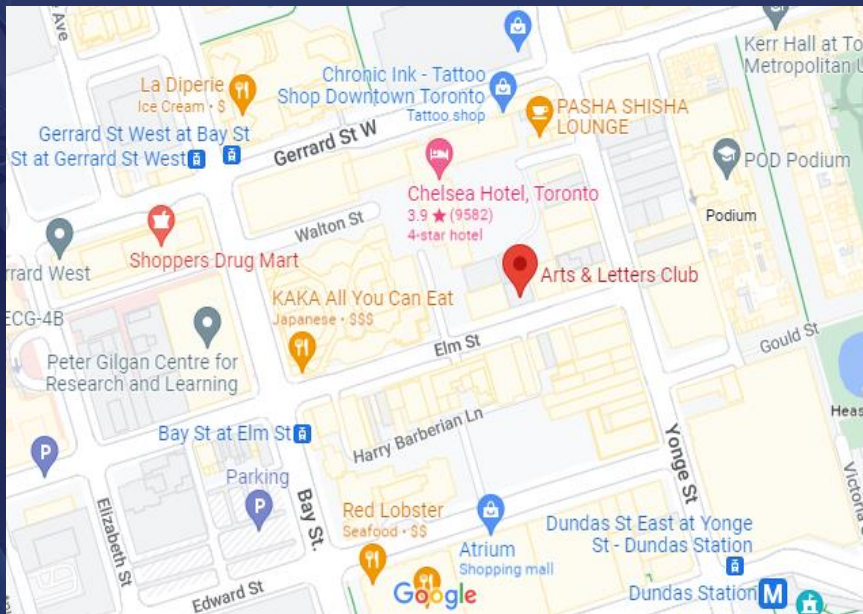 Ave
La Diperie
Ice Cream · $
Chronic Ink - Tattoo
Shop Downtown Toronto
Tattoo shop
Kerr Hall at To
Metropolitan U
Gerrard St West at Bay St
St at Gerrard St West
Gerrard St W
PASHA SHISHA
LOUNGE
POD Podium
Podium
Chelsea Hotel, Toronto
3.9 ★ (9582)
4-star hotel
Walton St
rrard West
Shoppers Drug Mart
Arts & Letters Club
KAKA All You Can Eat
Japanese · $$$
ECG-4B
Peter Gilgan Centre for
Research and Learning
Elm St
Gould St
Harry Barberian Ln
Heas
Bay St at Elm St
P
Parking
P
Yonge St
Victoria
Elizabeth St
Bay St.
Red Lobster
Seafood · $$
Atrium
Shopping mall
Dundas St East at Yonge
St - Dundas Station
Edward St
Google
Dundas Station
M